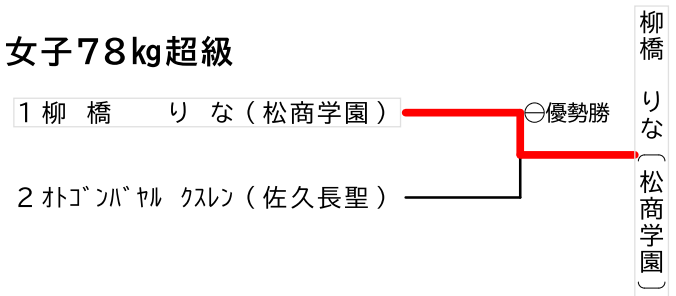 女子７８㎏超級
１ 柳　橋　　り　な（ 松商学園 ）
㊀優勢勝
２ ｵﾄｺﾞﾝﾊﾞﾔﾙ　ｸｽﾚﾝ（ 佐久長聖 ）
柳橋　りな（松商学園）